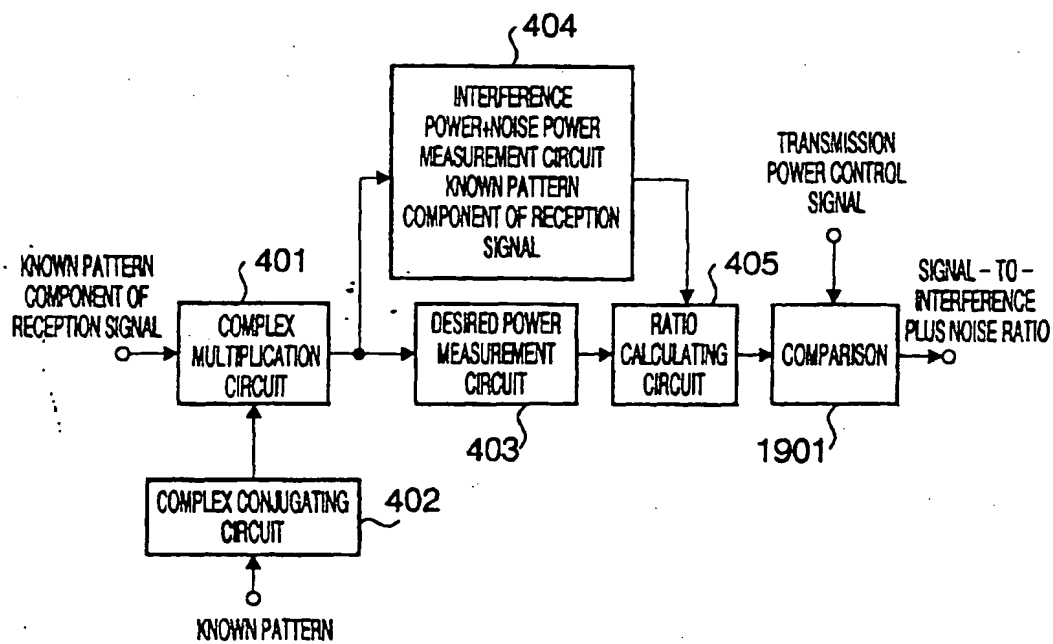 404
INTERFERENCE
POWER+NOISE POWER
MEASUREMENT CIRCUIT
KNOWN PATTERN
COMPONENT OF RECEPTION
SIGNAL
TRANSMISSION
POWER CONTROL
SIGNAL
KNOWN PATTERN
COMPONENT OF
RECEPTION SIGNAL
401
COMPLEX
MULTIPLICATION
CIRCUIT
DESIRED POWER
MEASUREMENT
CIRCUIT
403
405
RATIO
CALCULATING
CIRCUIT
COMPARISON
1901
SIGNAL - TO -
INTERFERENCE
PLUS NOISE RATIO
COMPLEX CONJUGATING
CIRCUIT
402
KNOWN PATTERN